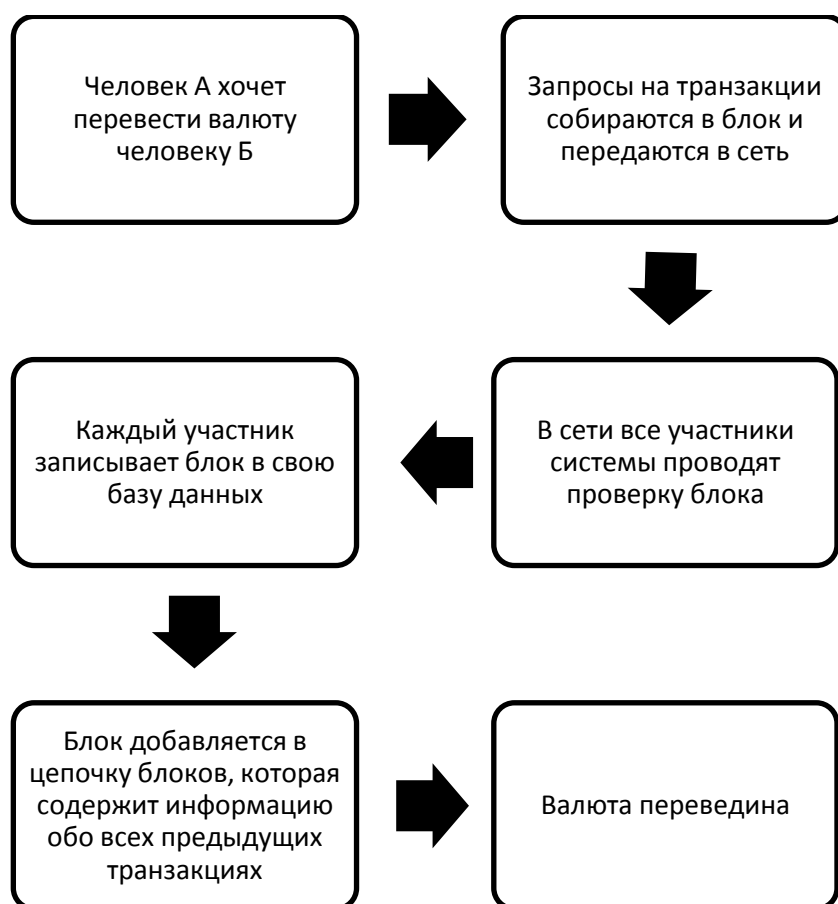 Человек А хочет
перевести валюту
человеку Б
Запросы на транзакции
собираются в блок и
передаются в сеть
В сети все участники
системы проводят
проверку блока
Каждый участник
записывает блок в свою
базу данных
Блок добавляется в
цепочку блоков, которая
содержит информацию
обо всех предыдущих
транзакциях
Валюта переведина